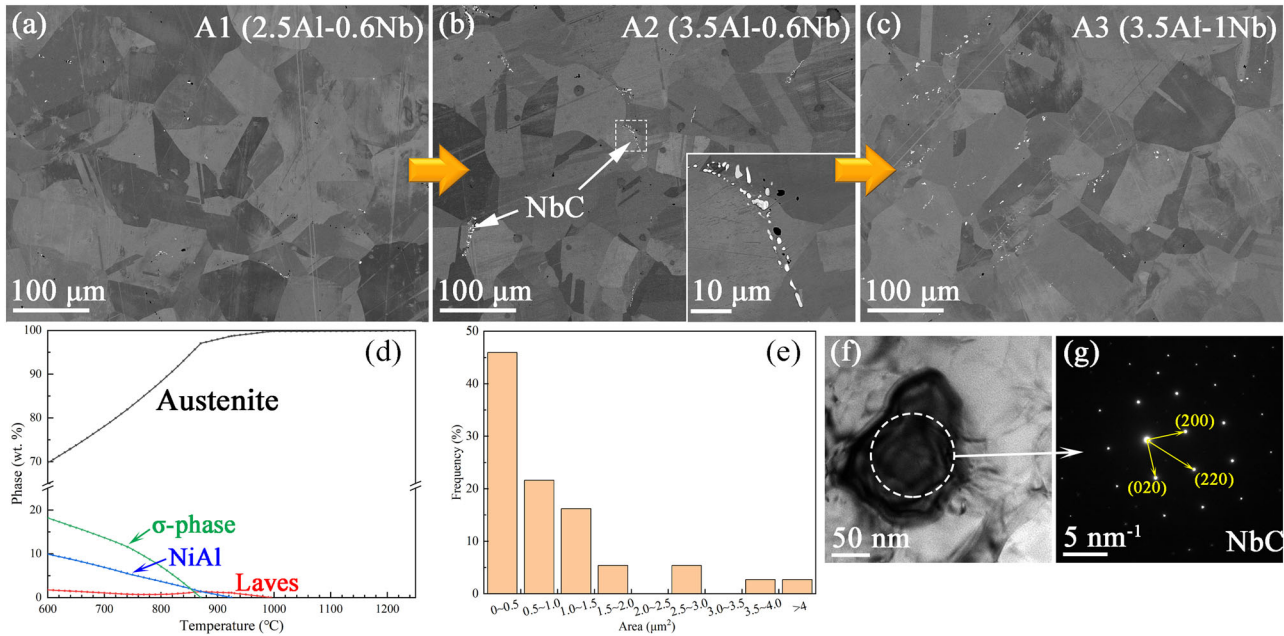 (a)
A1 (2.5Al-0.6Nb)
100 μm
(b)
A2 (3.5Al-0.6Nb)
NbC
100 μm
10 μm
(c)
A3 (3.5Al-1Nb)
100 μm
(d)
Phase (wt. %)
100
90
80
70
20
10
0
Austenite
σ-phase
NiAl
Laves
600 700 800 900 1000 1100 1200
Temperature (℃)
(e)
Frequency (%)
50
40
30
20
10
0
0~0.5 0.5~1.0 1.0~1.5 1.5~2.0 2.0~2.5 2.5~3.0 3.0~3.5 3.5~4.0 >4
Area (μm²)
(f)
50 nm
(g)
(200)
(220)
(020)
5 nm⁻¹
NbC